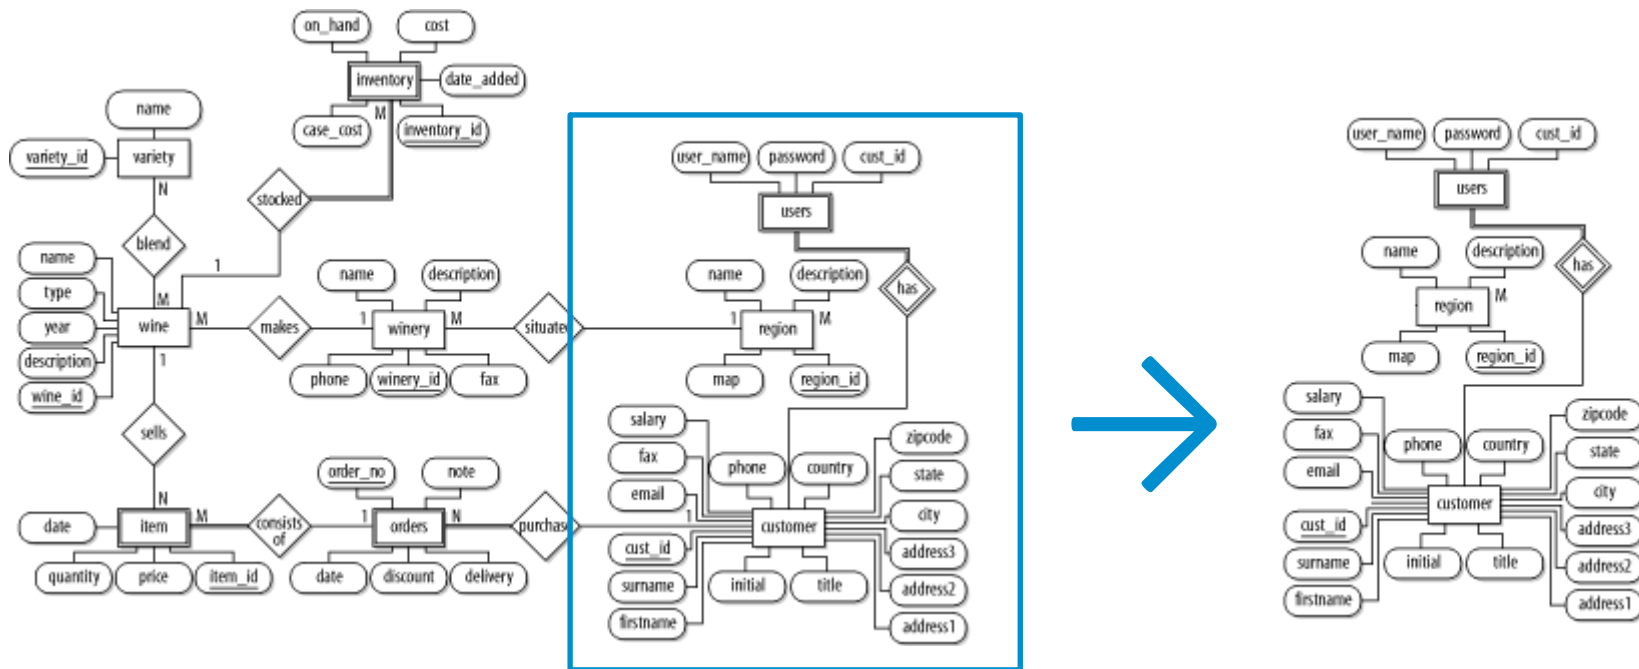 on_hand
cost
inventory
date_added
M
case_cost
inventory_id
name
variety_id
variety
N
stocked
blend
1
name
type
year
description
wine_id
M
wine
M
1
makes
name
description
1
winery
M
phone
winery_id
fax
situated
sells
N
date
item
M
quantity
price
item_id
consists of
order_no
note
1
orders
N
date
discount
delivery
purchase
user_name
password
cust_id
users
has
name
description
1
region
M
map
region_id
salary
fax
email
1
cust_id
surname
firstname
phone
country
customer
initial
title
zipcode
state
city
address3
address2
address1
user_name
password
cust_id
users
has
name
description
region
M
map
region_id
salary
fax
email
cust_id
surname
firstname
phone
country
customer
initial
title
zipcode
state
city
address3
address2
address1